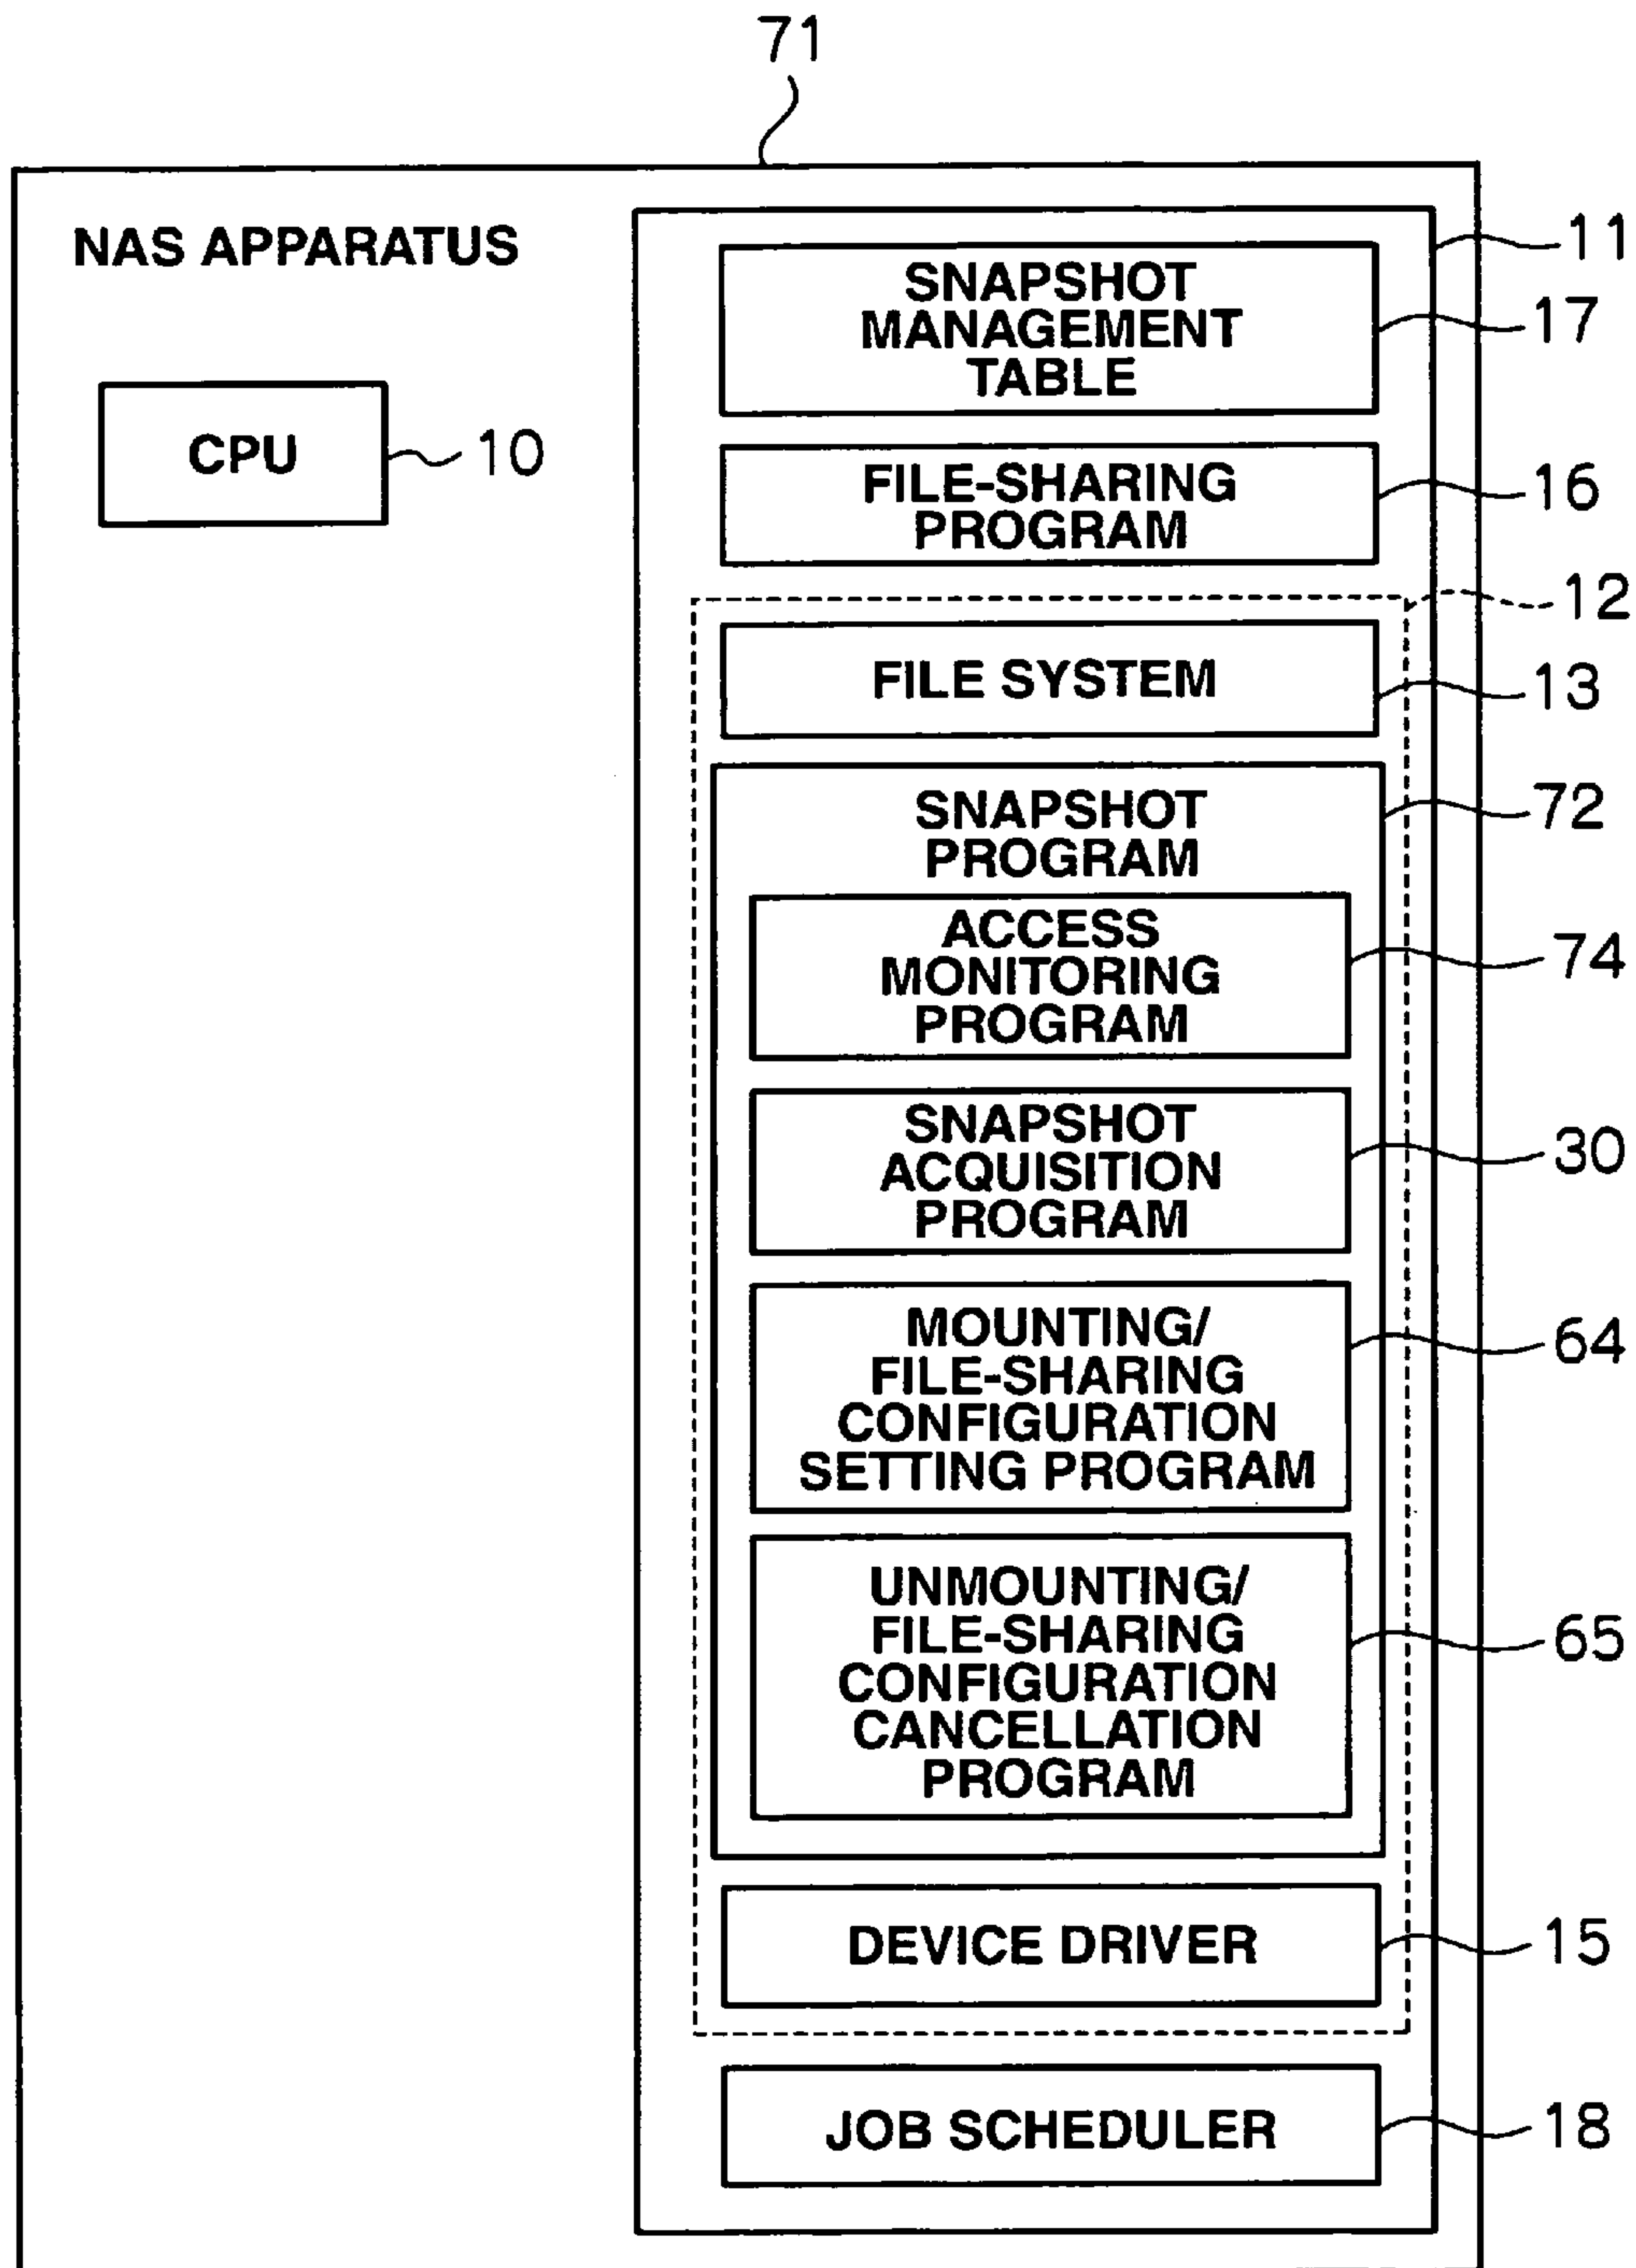 71
NAS APPARATUS
11
SNAPSHOT
MANAGEMENT
TABLE
17
CPU
10
FILE-SHARING
PROGRAM
16
12
FILE SYSTEM
13
SNAPSHOT
PROGRAM
72
ACCESS
MONITORING
PROGRAM
74
SNAPSHOT
ACQUISITION
PROGRAM
30
MOUNTING/
FILE-SHARING
CONFIGURATION
SETTING PROGRAM
64
UNMOUNTING/
FILE-SHARING
CONFIGURATION
CANCELLATION
PROGRAM
65
DEVICE DRIVER
15
JOB SCHEDULER
18